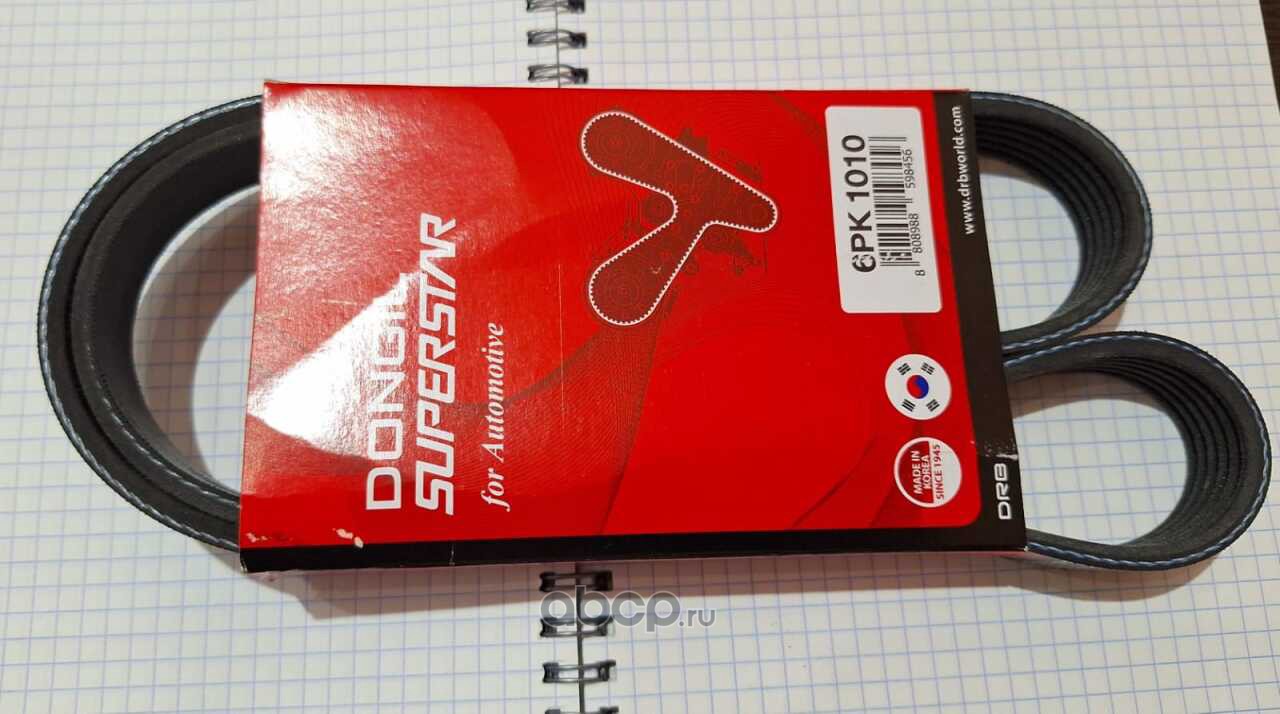 DONGIL
SUPERSTAR
for Automotive
6PK 1010
8 808988 598456
www.drbworld.com
MADE IN
KOREA
SINCE 1945
DRB
abcp.ru